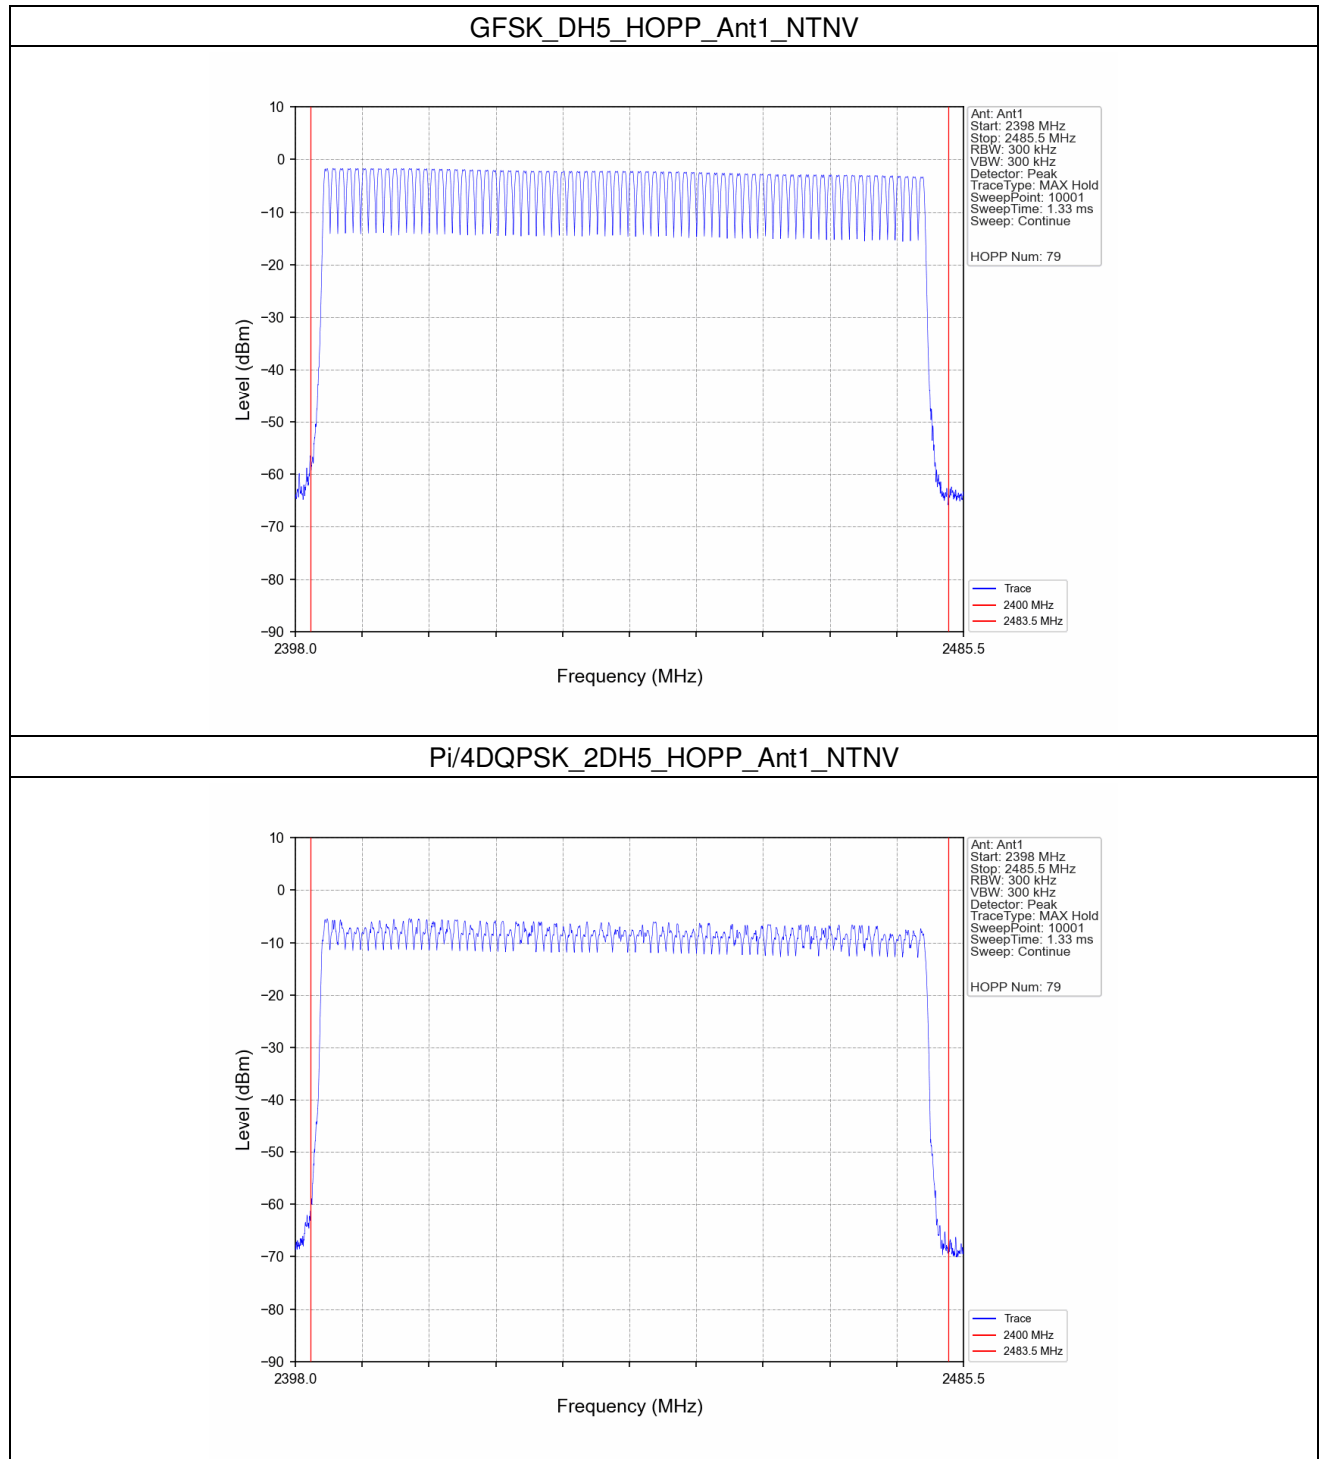 GFSK_DH5_HOPP_Ant1_NTNV
10
0
−10
−20
−30
−40
−50
−60
−70
−80
−90
Level (dBm)
2398.0
2485.5
Frequency (MHz)
Ant: Ant1
Start: 2398 MHz
Stop: 2485.5 MHz
RBW: 300 kHz
VBW: 300 kHz
Detector: Peak
TraceType: MAX Hold
SweepPoint: 10001
SweepTime: 1.33 ms
Sweep: Continue
HOPP Num: 79
Trace
2400 MHz
2483.5 MHz
Pi/4DQPSK_2DH5_HOPP_Ant1_NTNV
10
0
−10
−20
−30
−40
−50
−60
−70
−80
−90
Level (dBm)
2398.0
2485.5
Frequency (MHz)
Ant: Ant1
Start: 2398 MHz
Stop: 2485.5 MHz
RBW: 300 kHz
VBW: 300 kHz
Detector: Peak
TraceType: MAX Hold
SweepPoint: 10001
SweepTime: 1.33 ms
Sweep: Continue
HOPP Num: 79
Trace
2400 MHz
2483.5 MHz